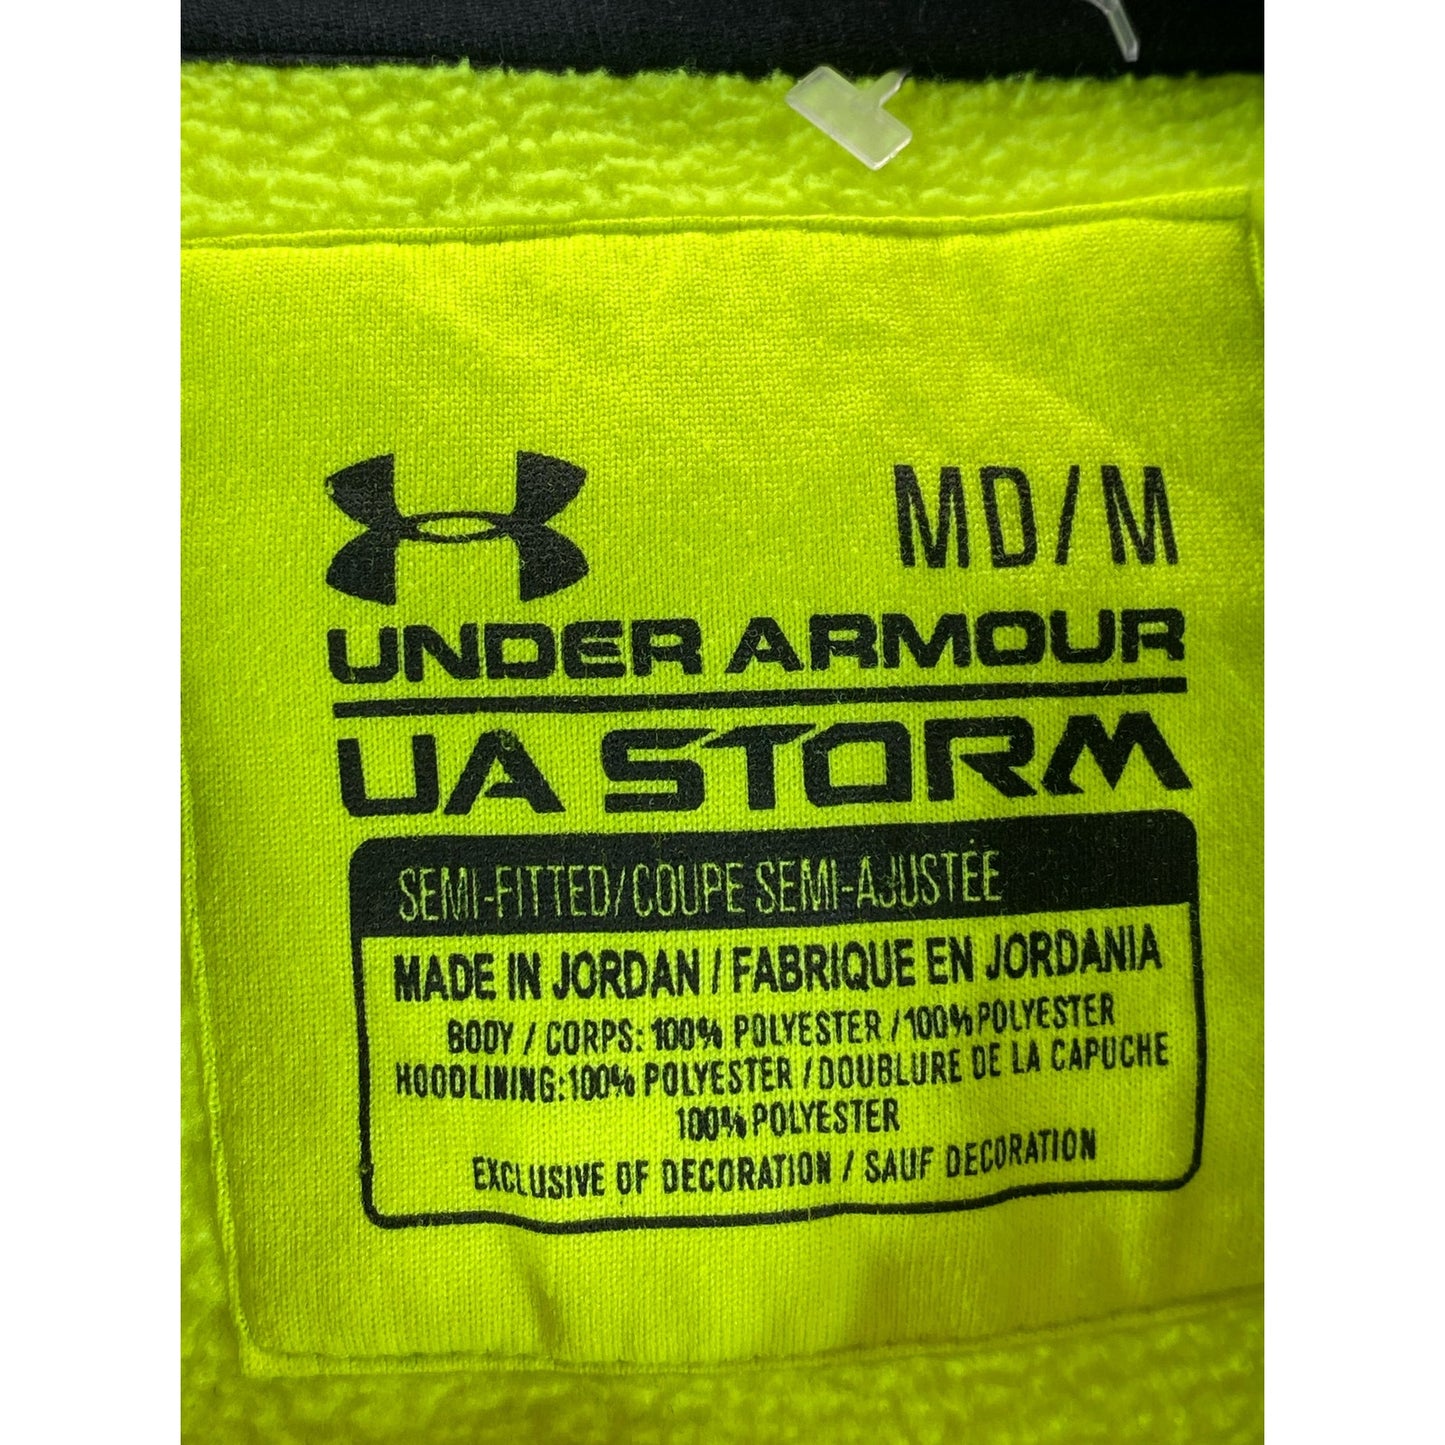 MD/M
UNDER ARMOUR
UA STORM
SEMI-FITTED/COUPE SEMI-AJUSTÉE
MADE IN JORDAN / FABRIQUE EN JORDANIA
BODY / CORPS: 100% POLYESTER / 100% POLYESTER
HOODLINING:100% POLYESTER / DOUBLURE DE LA CAPUCHE
100% POLYESTER
EXCLUSIVE OF DECORATION / SAUF DECORATION